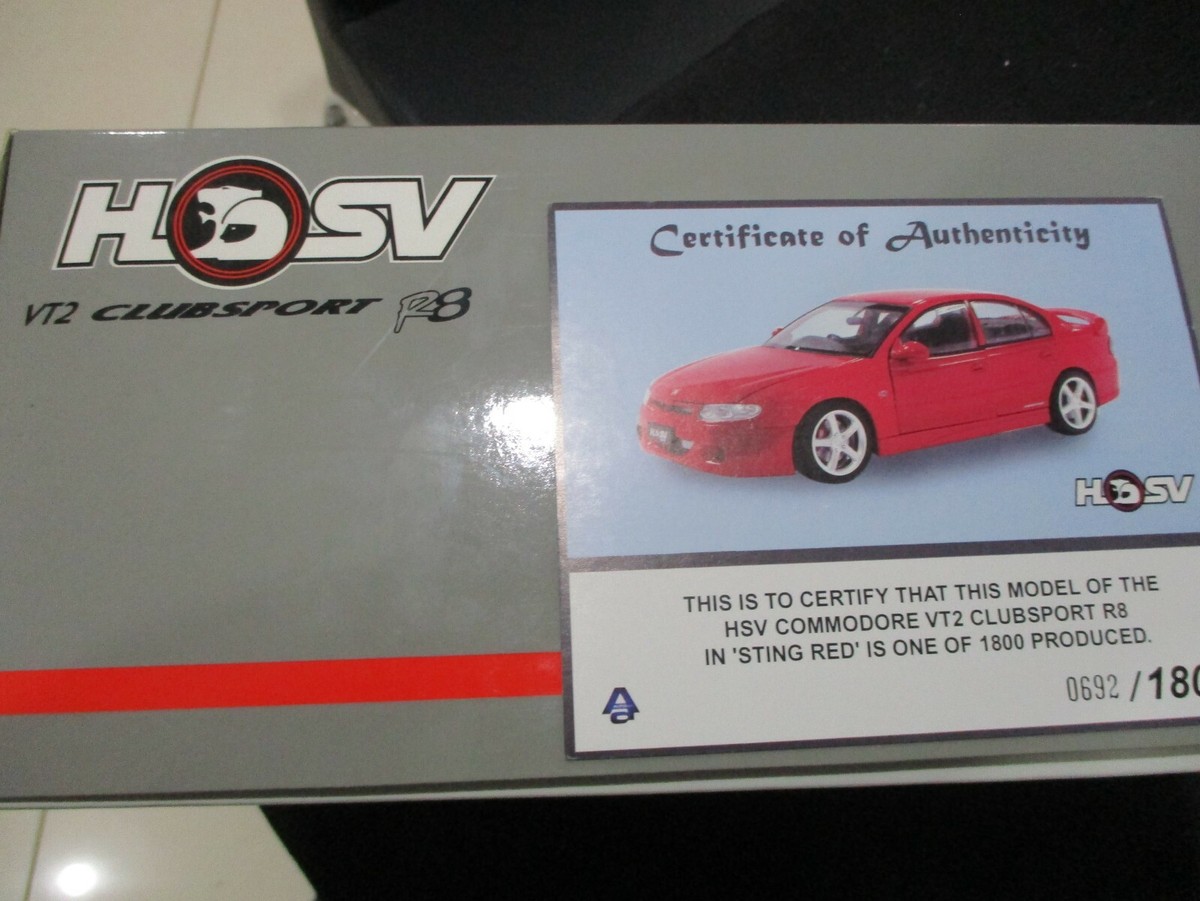 HSV
VT2 CLUBSPORT R8
Certificate of Authenticity
HSV
THIS IS TO CERTIFY THAT THIS MODEL OF THE
HSV COMMODORE VT2 CLUBSPORT R8
IN 'STING RED' IS ONE OF 1800 PRODUCED.
0692 /180